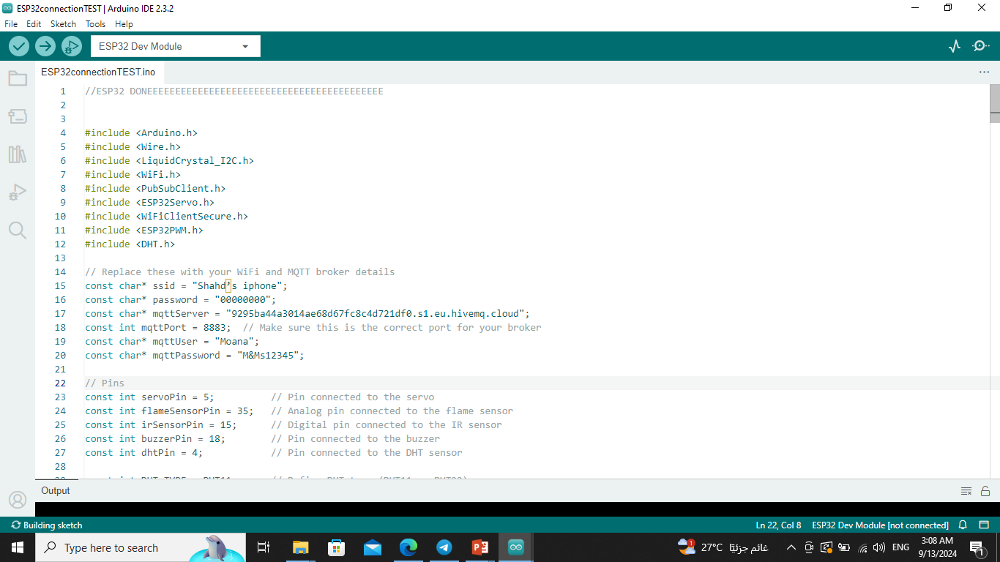 ESP32connectionTEST | Arduino IDE 2.3.2
File Edit Sketch Tools Help
ESP32 Dev Module
ESP32connectionTEST.ino
1 //ESP32 DONEEEEEEEEEEEEEEEEEEEEEEEEEEEEEEEEEEEEEEEEEE
2
3
4 #include <Arduino.h>
5 #include <Wire.h>
6 #include <LiquidCrystal_I2C.h>
7 #include <WiFi.h>
8 #include <PubSubClient.h>
9 #include <ESP32Servo.h>
10 #include <WiFiClientSecure.h>
11 #include <ESP32PWM.h>
12 #include <DHT.h>
13
14 // Replace these with your WiFi and MQTT broker details
15 const char* ssid = "Shahd’s iphone";
16 const char* password = "00000000";
17 const char* mqttServer = "9295ba44a3014ae68d67fc8c4d721df0.s1.eu.hivemq.cloud";
18 const int mqttPort = 8883; // Make sure this is the correct port for your broker
19 const char* mqttUser = "Moana";
20 const char* mqttPassword = "M&Ms12345";
21
22 // Pins
23 const int servoPin = 5; // Pin connected to the servo
24 const int flameSensorPin = 35; // Analog pin connected to the flame sensor
25 const int irSensorPin = 15; // Digital pin connected to the IR sensor
26 const int buzzerPin = 18; // Pin connected to the buzzer
27 const int dhtPin = 4; // Pin connected to the DHT sensor
28
Output
Building sketch
Ln 22, Col 8 ESP32 Dev Module [not connected]
Type here to search
1
27°C غائم جزئيًا
ENG
3:08 AM
9/13/2024
1